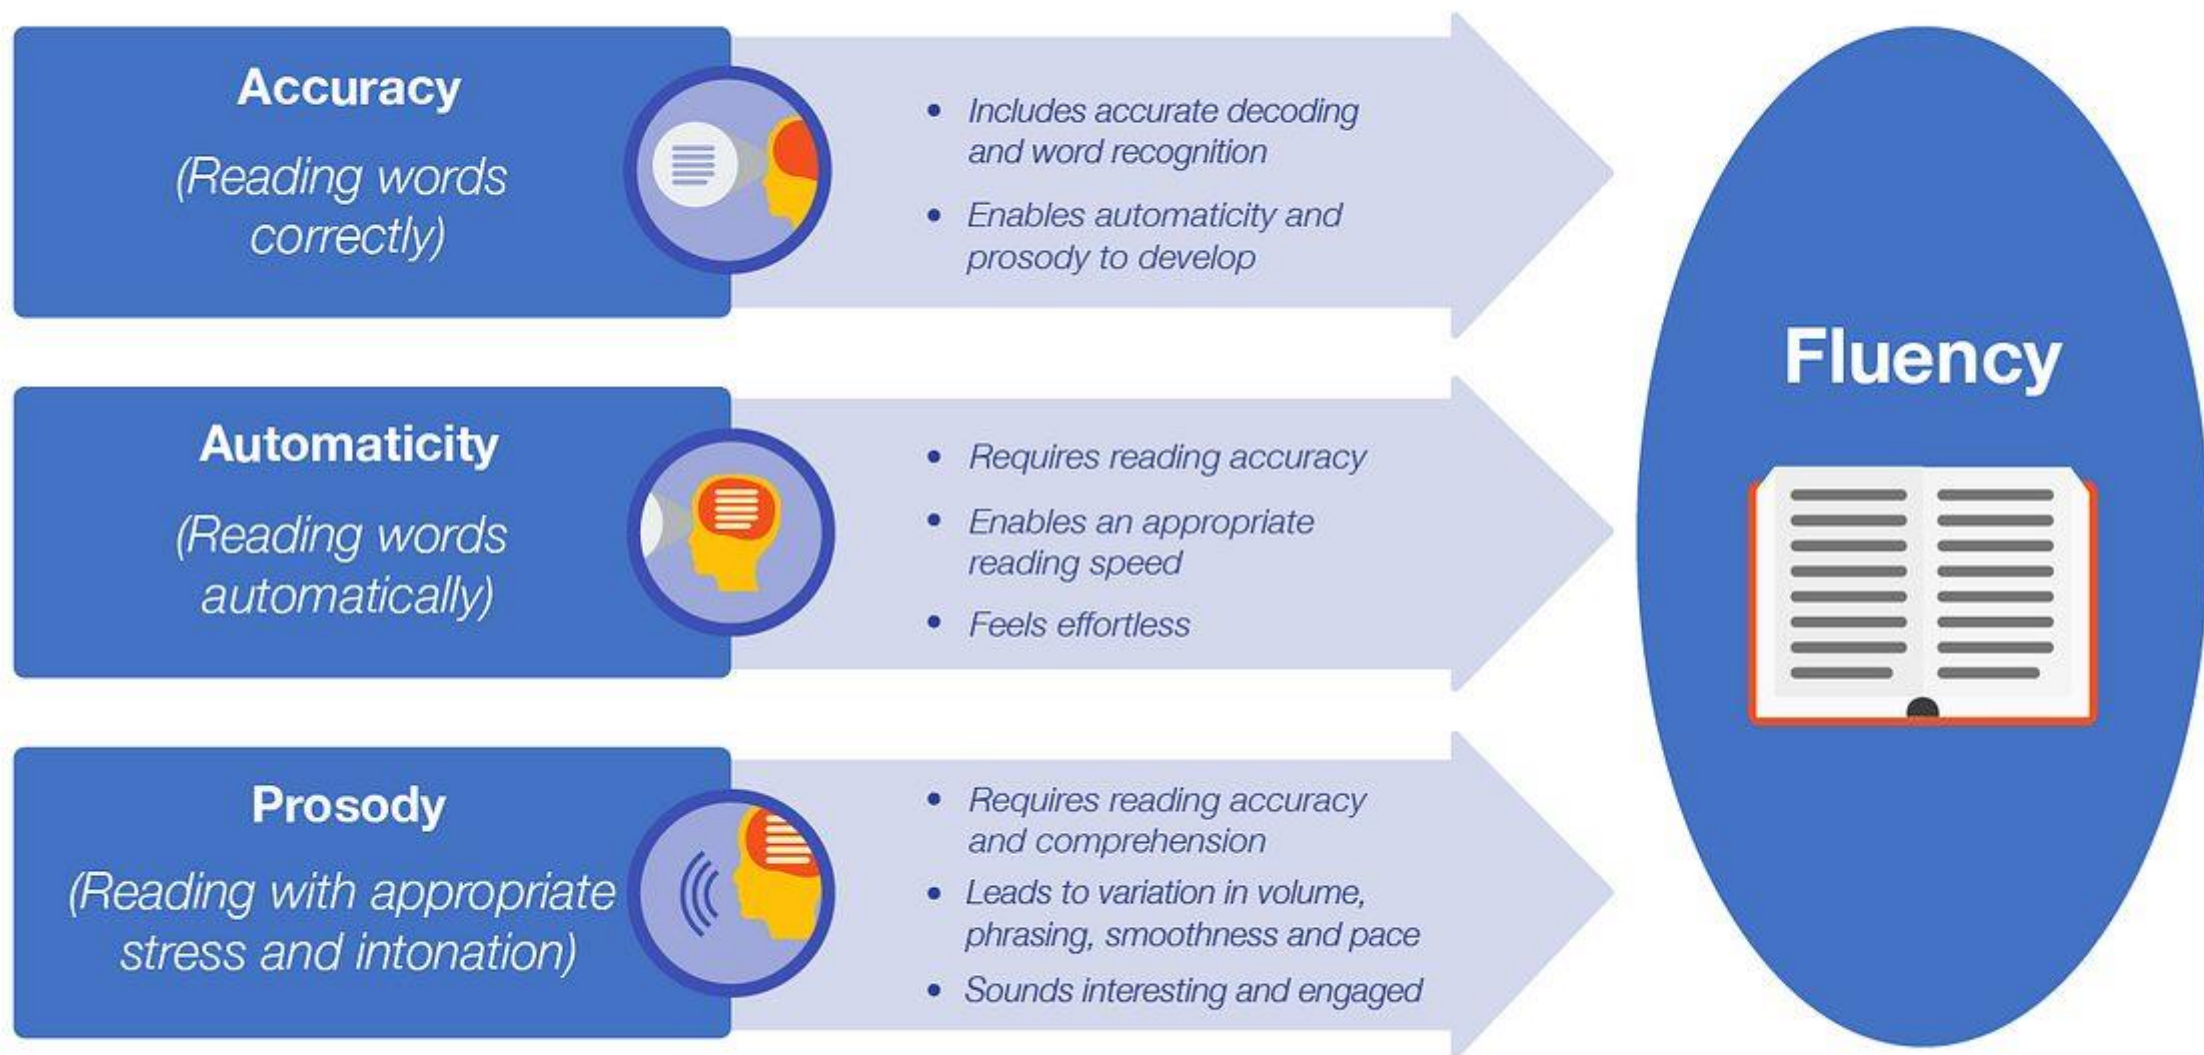 Accuracy
(Reading words
correctly)
• Includes accurate decoding
and word recognition
• Enables automaticity and
prosody to develop
Automaticity
(Reading words
automatically)
• Requires reading accuracy
• Enables an appropriate
reading speed
• Feels effortless
Prosody
(Reading with appropriate
stress and intonation)
• Requires reading accuracy
and comprehension
• Leads to variation in volume,
phrasing, smoothness and pace
• Sounds interesting and engaged
Fluency